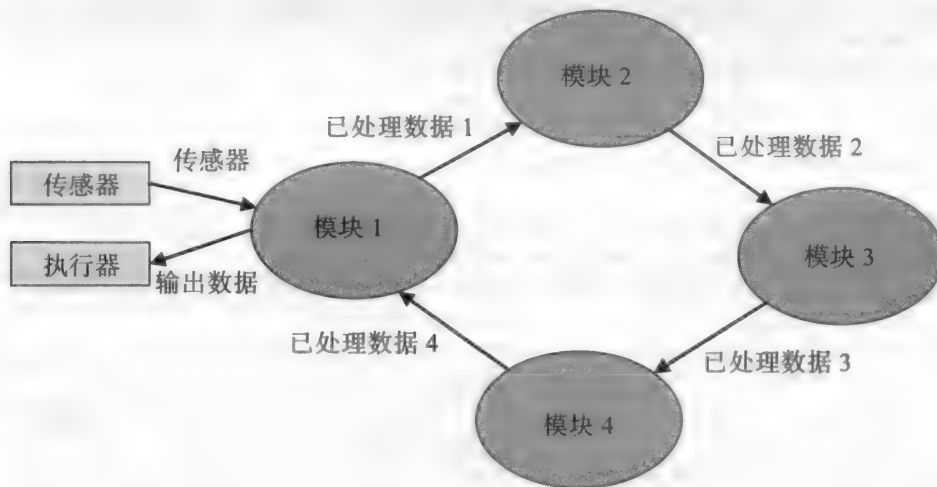 模块 2
已处理数据 1
已处理数据 2
传感器
传感器
模块 1
模块 3
执行器
输出数据
已处理数据 4
已处理数据 3
模块 4